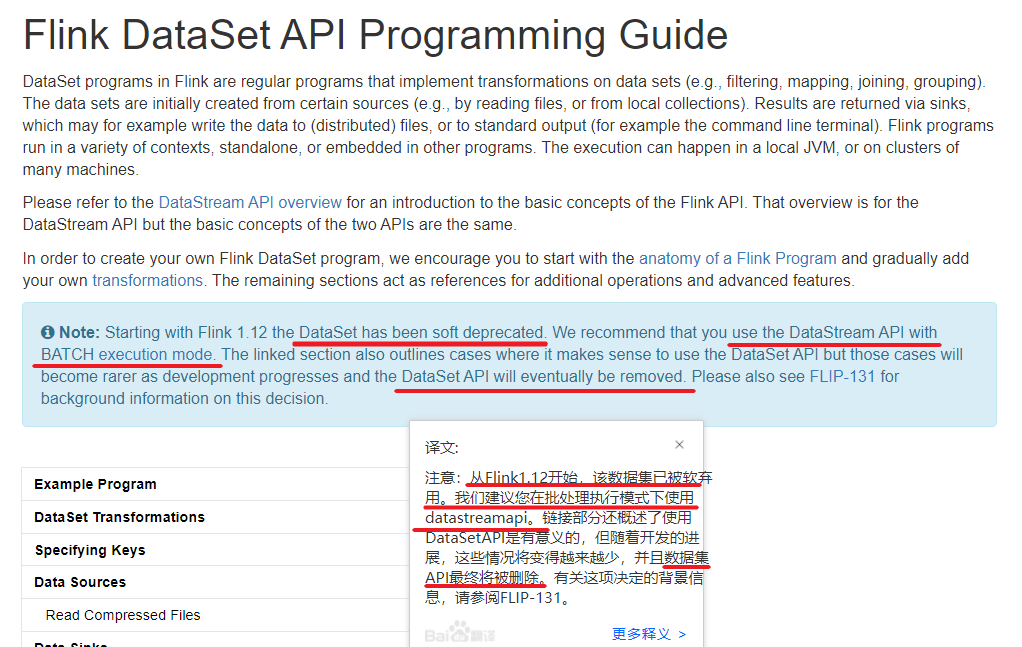 Flink DataSet API Programming Guide
DataSet programs in Flink are regular programs that implement transformations on data sets (e.g., filtering, mapping, joining, grouping).
The data sets are initially created from certain sources (e.g., by reading files, or from local collections). Results are returned via sinks,
which may for example write the data to (distributed) files, or to standard output (for example the command line terminal). Flink programs
run in a variety of contexts, standalone, or embedded in other programs. The execution can happen in a local JVM, or on clusters of
many machines.
Please refer to the DataStream API overview for an introduction to the basic concepts of the Flink API. That overview is for the
DataStream API but the basic concepts of the two APIs are the same.
In order to create your own Flink DataSet program, we encourage you to start with the anatomy of a Flink Program and gradually add
your own transformations. The remaining sections act as references for additional operations and advanced features.
Note: Starting with Flink 1.12 the DataSet has been soft deprecated. We recommend that you use the DataStream API with
BATCH execution mode. The linked section also outlines cases where it makes sense to use the DataSet API but those cases will
become rarer as development progresses and the DataSet API will eventually be removed. Please also see FLIP-131 for
background information on this decision.
Example Program
DataSet Transformations
Specifying Keys
Data Sources
Read Compressed Files
Data Sinks
译文:
注意：从Flink1.12开始，该数据集已被软弃
用。我们建议您在批处理执行模式下使用
datastreamapi。链接部分还概述了使用
DataSetAPI是有意义的，但随着开发的进
展，这些情况将变得越来越少，并且数据集
API最终将被删除。有关这项决定的背景信
息，请参阅FLIP-131。
Bai翻译
更多释义 >